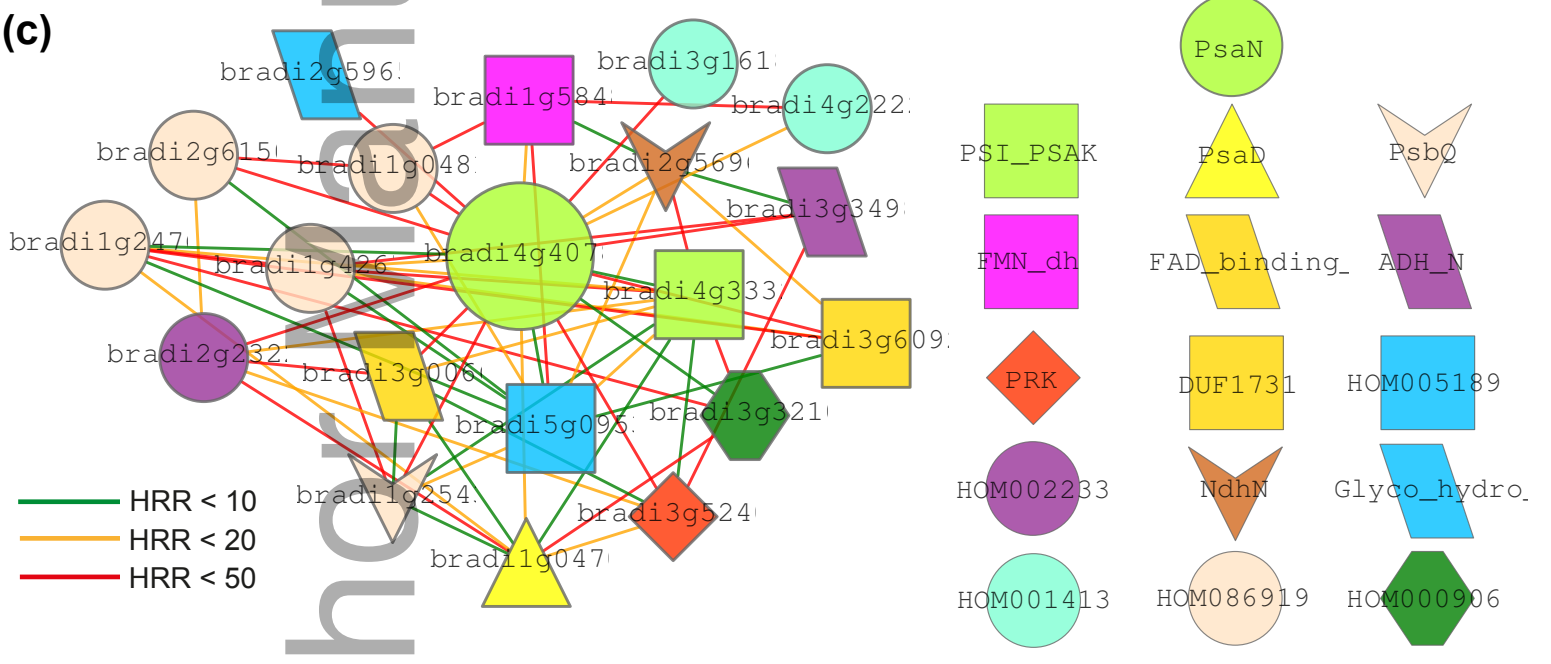 (c)
bradi2g596
bradi1g584
bradi3g161
bradi4g222
bradi2g615
bradi1g048
bradi2g569
bradi3g349
bradi1g247
bradi1g426
bradi4g407
bradi4g333
bradi3g609
bradi2g232
bradi3g006
bradi5g095
bradi3g321
bradi1g254
bradi3g524
bradi1g047
HRR < 10
HRR < 20
HRR < 50
PsaN
PSI_PSAK
PsaD
PsbQ
FMN_dh
FAD_binding_
ADH_N
PRK
DUF1731
HOM005189
HOM002233
NdhN
Glyco_hydro_
HOM001413
HOM086919
HOM000906
hor Manu